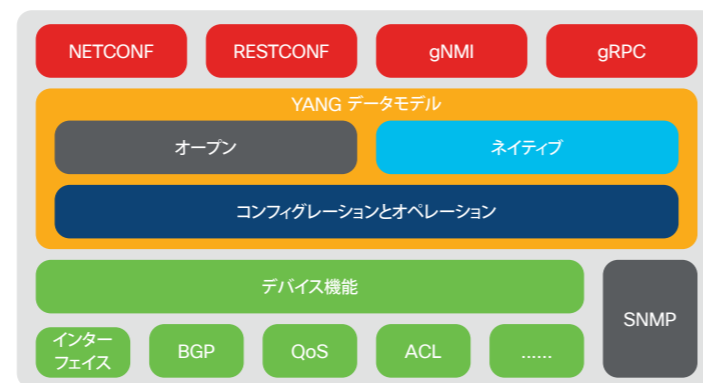 NETCONF
RESTCONF
gNMI
gRPC
YANG データモデル
オープン
ネイティブ
コンフィグレーションとオペレーション
デバイス機能
SNMP
インター
フェイス
BGP
QoS
ACL
......